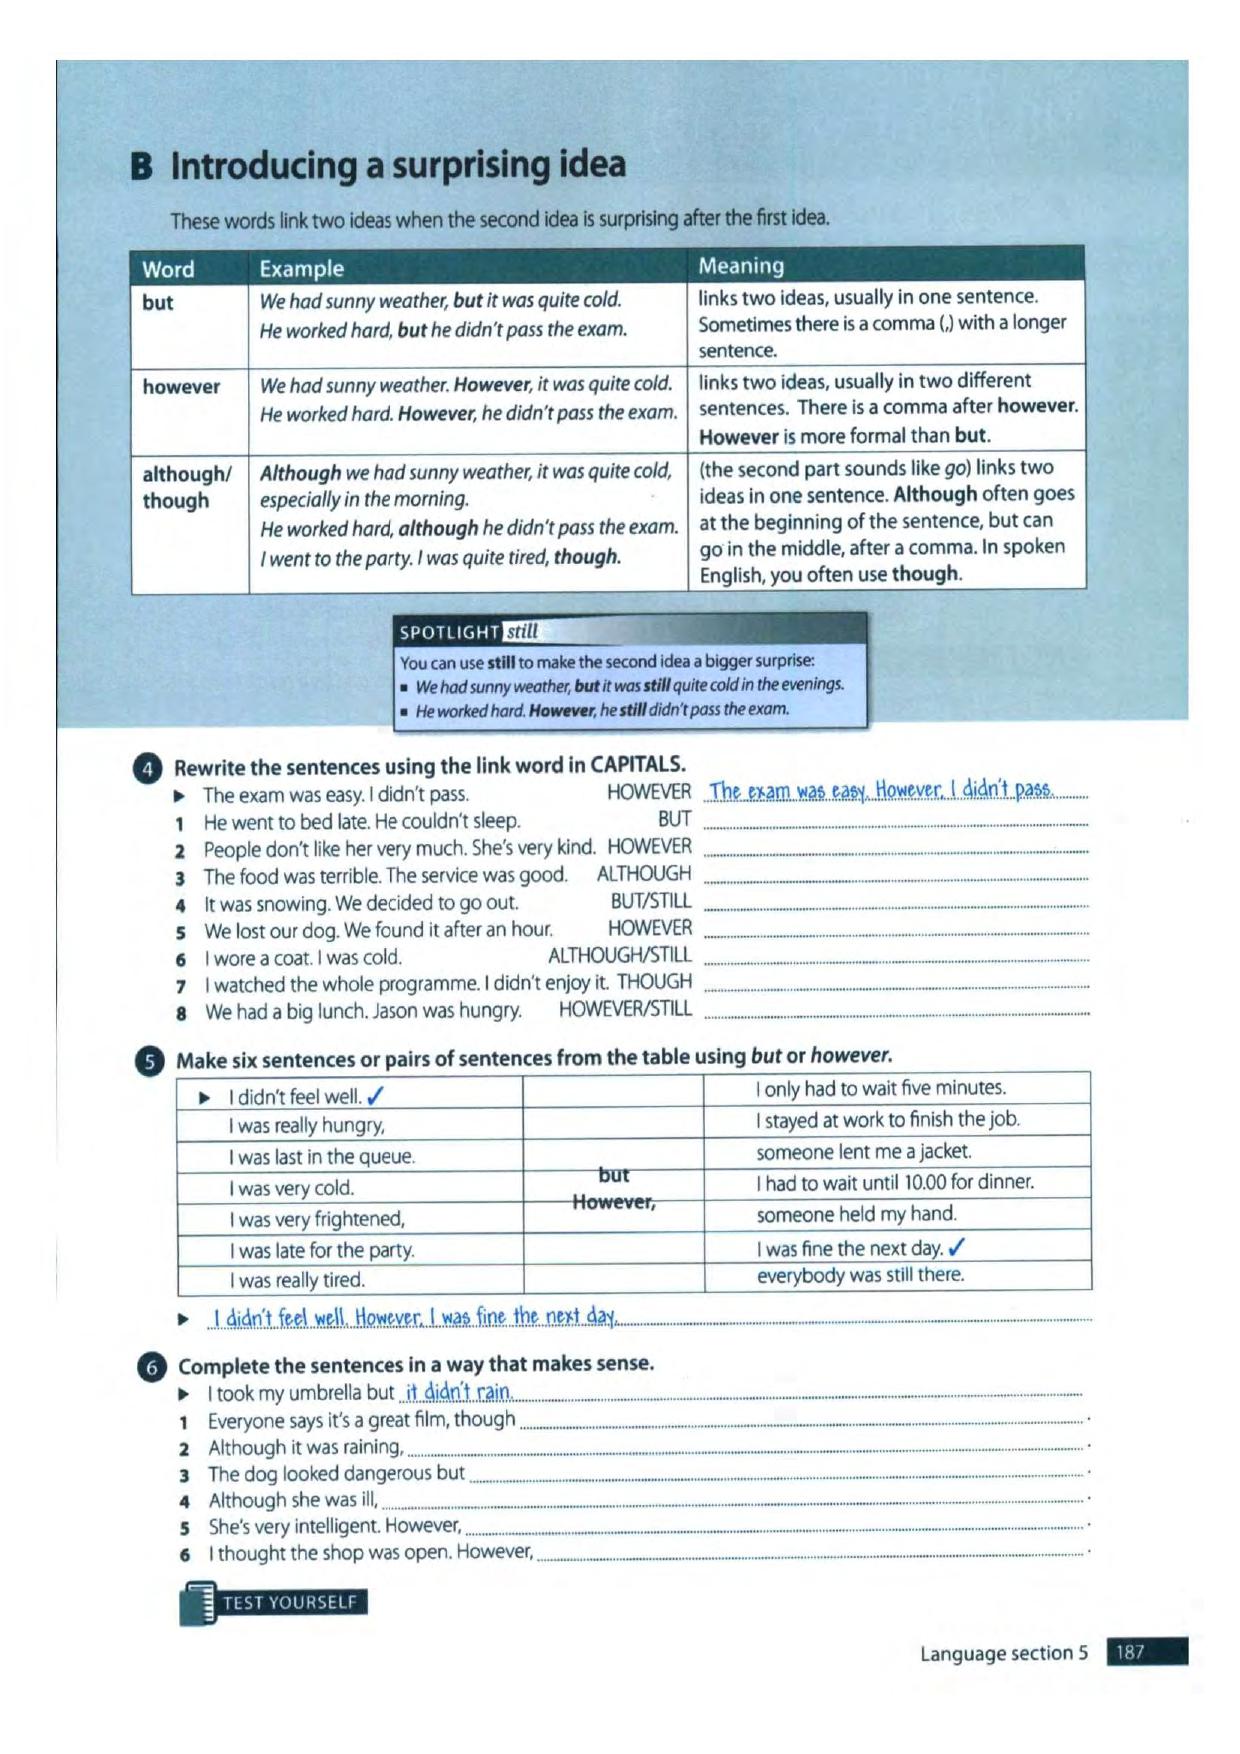 B Introducing a surprising idea
These words link two ideas when the second idea is surprising after the first idea.
Word Example Meaning
but We had sunny weather, but it was quite cold. links two ideas, usually in one sentence.
He worked hard, but he didn't pass the exam. Sometimes there is a comma (,) with a longer
sentence.
however We had sunny weather. However, it was quite cold. links two ideas, usually in two different
He worked hard. However, he didn't pass the exam. sentences. There is a comma after however.
However is more formal than but.
although/ Although we had sunny weather, it was quite cold, (the second part sounds like go) links two
though especially in the morning. ideas in one sentence. Although often goes
He worked hard, although he didn't pass the exam. at the beginning of the sentence, but can
I went to the party. I was quite tired, though. go in the middle, after a comma. In spoken
English, you often use though.
SPOTLIGHT still
You can use still to make the second idea a bigger surprise:
▪ We had sunny weather, but it was still quite cold in the evenings.
▪ He worked hard. However, he still didn't pass the exam.
4 Rewrite the sentences using the link word in CAPITALS.
▶ The exam was easy. I didn't pass. HOWEVER The exam was easy. However, I didn't pass.
1 He went to bed late. He couldn't sleep. BUT
2 People don't like her very much. She's very kind. HOWEVER
3 The food was terrible. The service was good. ALTHOUGH
4 It was snowing. We decided to go out. BUT/STILL
5 We lost our dog. We found it after an hour. HOWEVER
6 I wore a coat. I was cold. ALTHOUGH/STILL
7 I watched the whole programme. I didn't enjoy it. THOUGH
8 We had a big lunch. Jason was hungry. HOWEVER/STILL
5 Make six sentences or pairs of sentences from the table using but or however.
▶ I didn't feel well. ✓ I only had to wait five minutes.
I was really hungry, I stayed at work to finish the job.
I was last in the queue. someone lent me a jacket.
but
I was very cold. I had to wait until 10.00 for dinner.
However,
I was very frightened, someone held my hand.
I was late for the party. I was fine the next day. ✓
I was really tired. everybody was still there.
▶ I didn't feel well. However, I was fine the next day.
6 Complete the sentences in a way that makes sense.
▶ I took my umbrella but it didn't rain.
1 Everyone says it's a great film, though .
2 Although it was raining, .
3 The dog looked dangerous but .
4 Although she was ill, .
5 She's very intelligent. However, .
6 I thought the shop was open. However, .
TEST YOURSELF
Language section 5 187